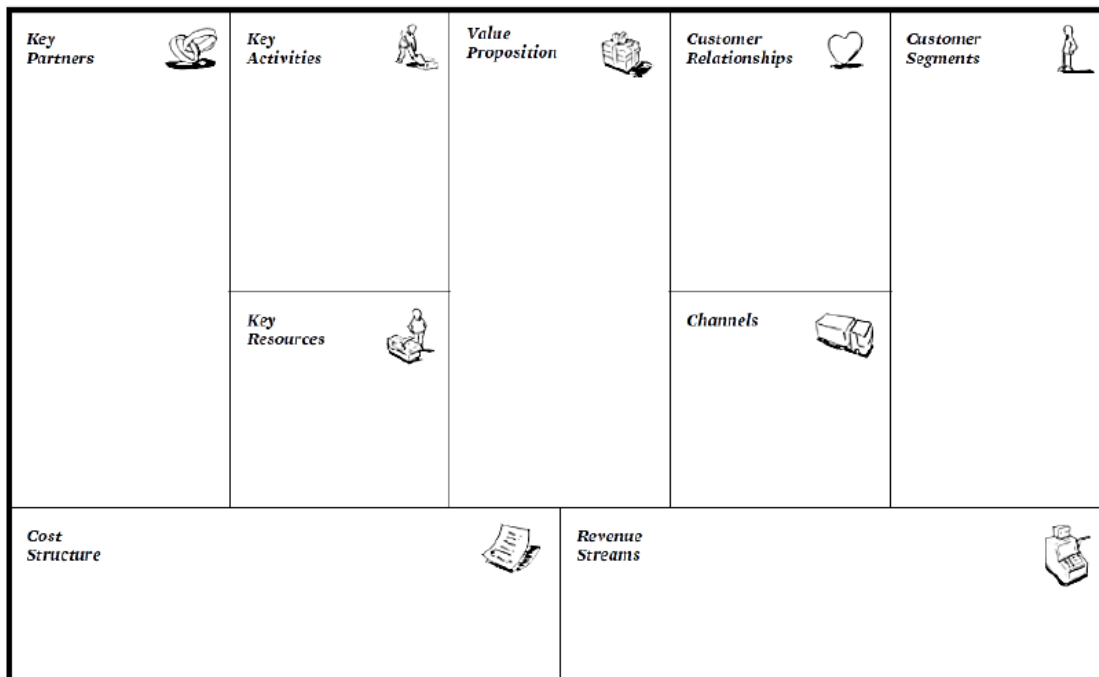 Key
Partners
Key
Activities
Value
Proposition
Customer
Relationships
Customer
Segments
Key
Resources
Channels
Cost
Structure
Revenue
Streams